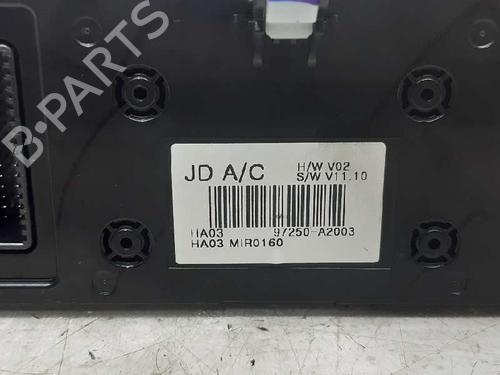 B-PARTS
JD A/C H/W V02
S/W V11.10
HA03 97250-A2003
HA03 MIR0160